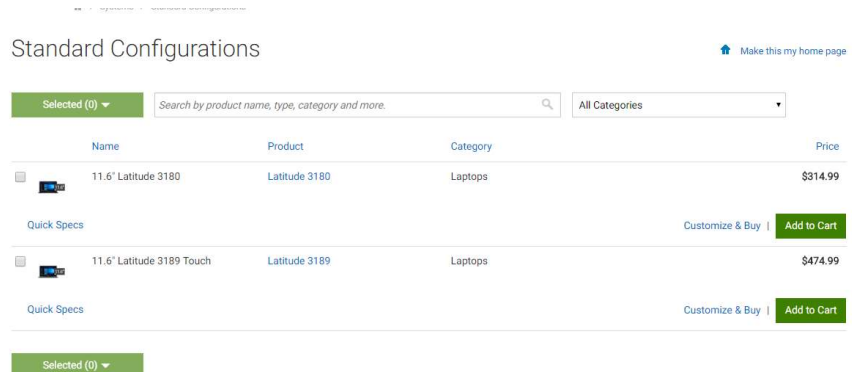 Standard Configurations
Make this my home page
Selected (0)
Search by product name, type, category and more.
All Categories
Name Product Category Price
11.6" Latitude 3180 Latitude 3180 Laptops $314.99
Quick Specs Customize & Buy | Add to Cart
11.6" Latitude 3189 Touch Latitude 3189 Laptops $474.99
Quick Specs Customize & Buy | Add to Cart
Selected (0)